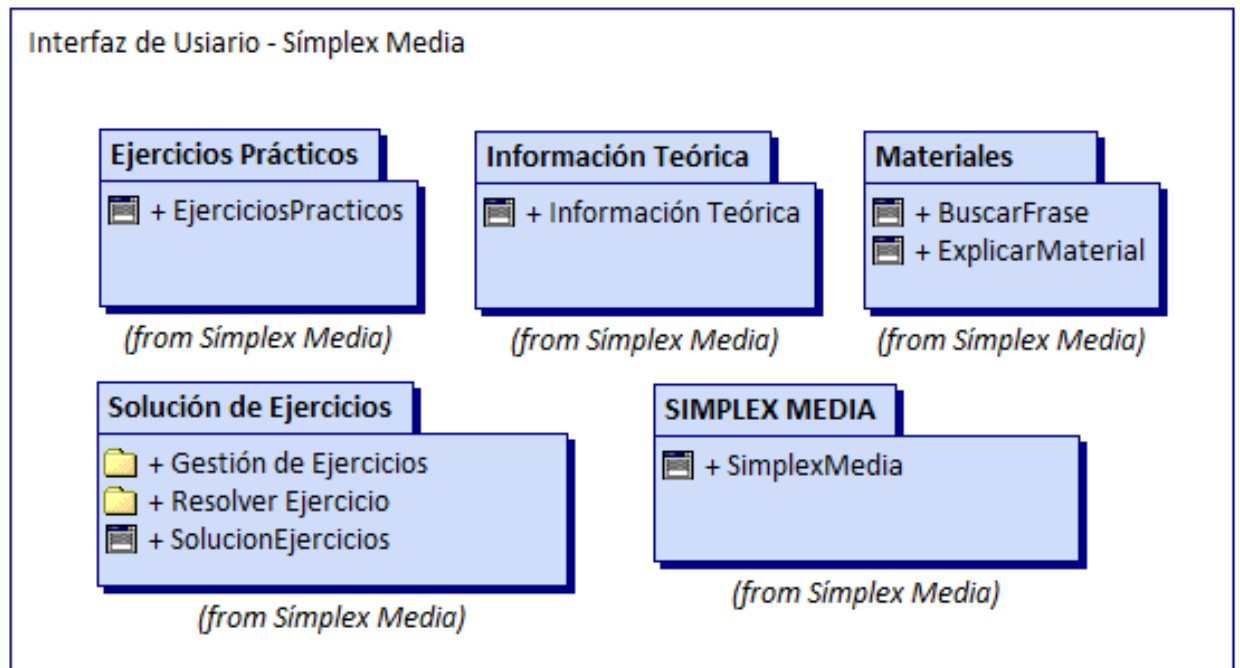 Interfaz de Usiario - Símplex Media
Ejercicios Prácticos
+ EjerciciosPracticos
(from Símplex Media)
Información Teórica
+ Información Teórica
(from Símplex Media)
Materiales
+ BuscarFrase
+ ExplicarMaterial
(from Símplex Media)
Solución de Ejercicios
+ Gestión de Ejercicios
+ Resolver Ejercicio
+ SolucionEjercicios
(from Símplex Media)
SIMPLEX MEDIA
+ SimplexMedia
(from Símplex Media)